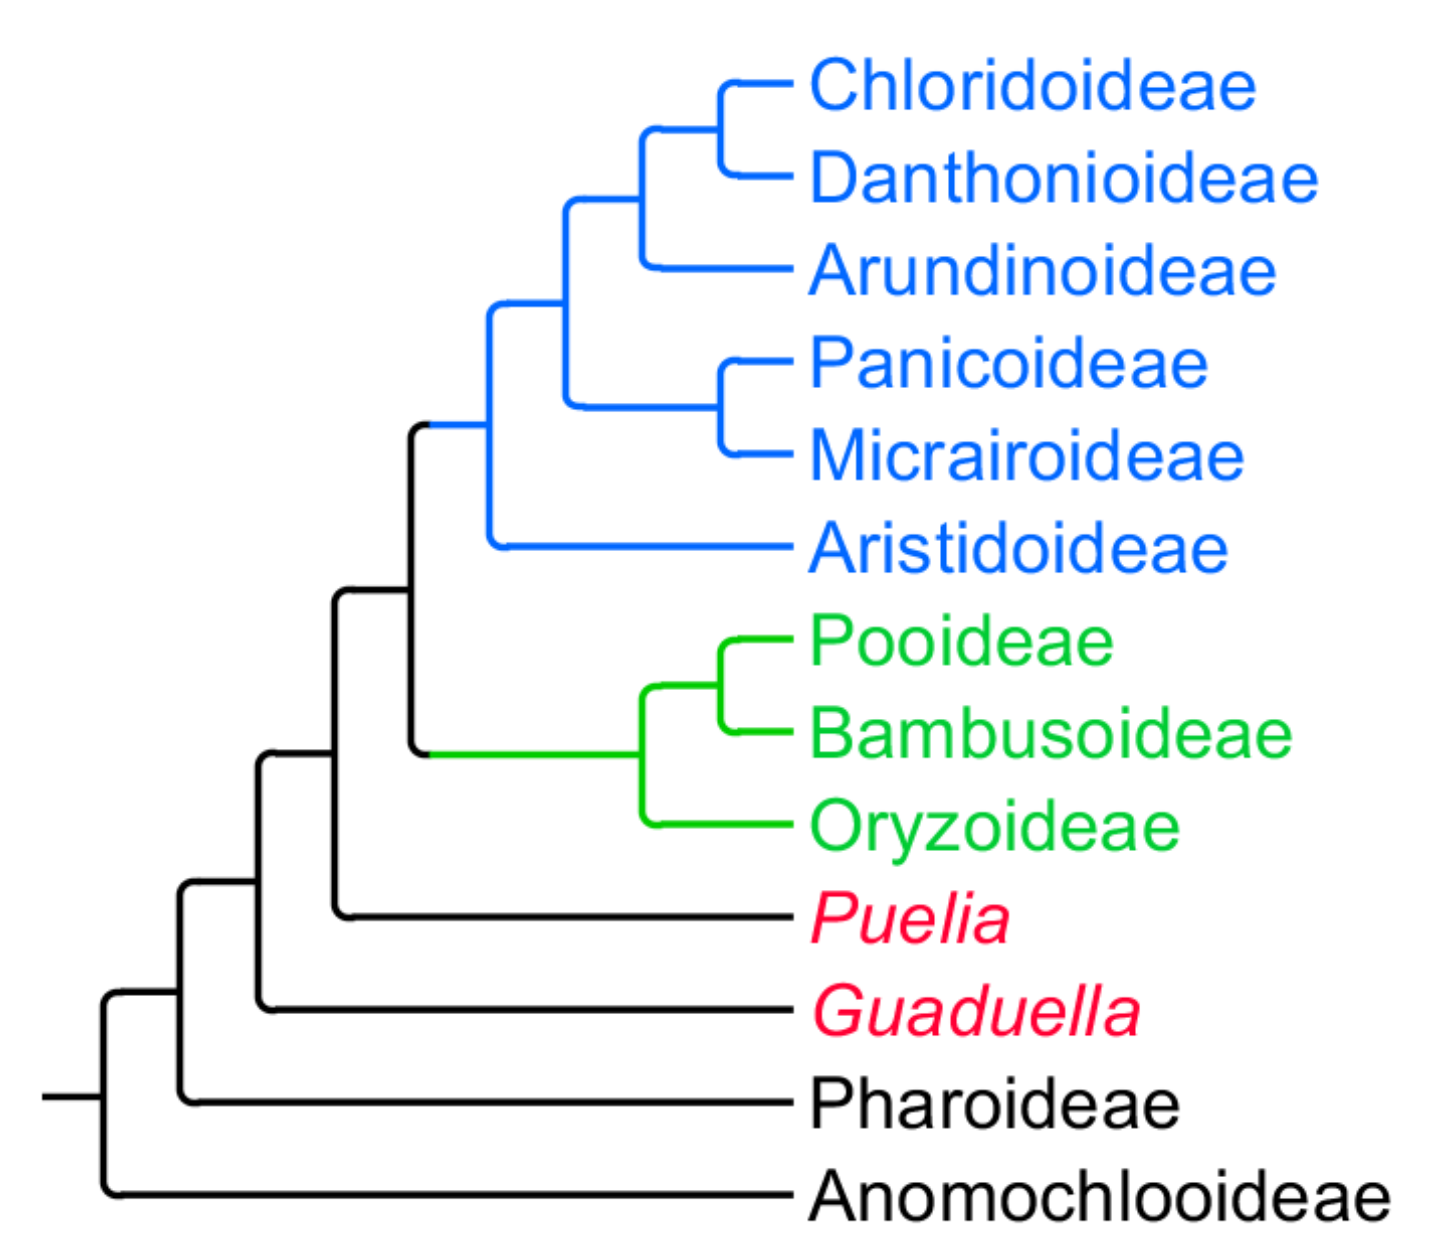 Chloridoideae
Danthonioideae
Arundinoideae
Panicoideae
Micrairoideae
Aristidoideae
Pooideae
Bambusoideae
Oryzoideae
Puelia
Guaduella
Pharoideae
Anomochlooideae